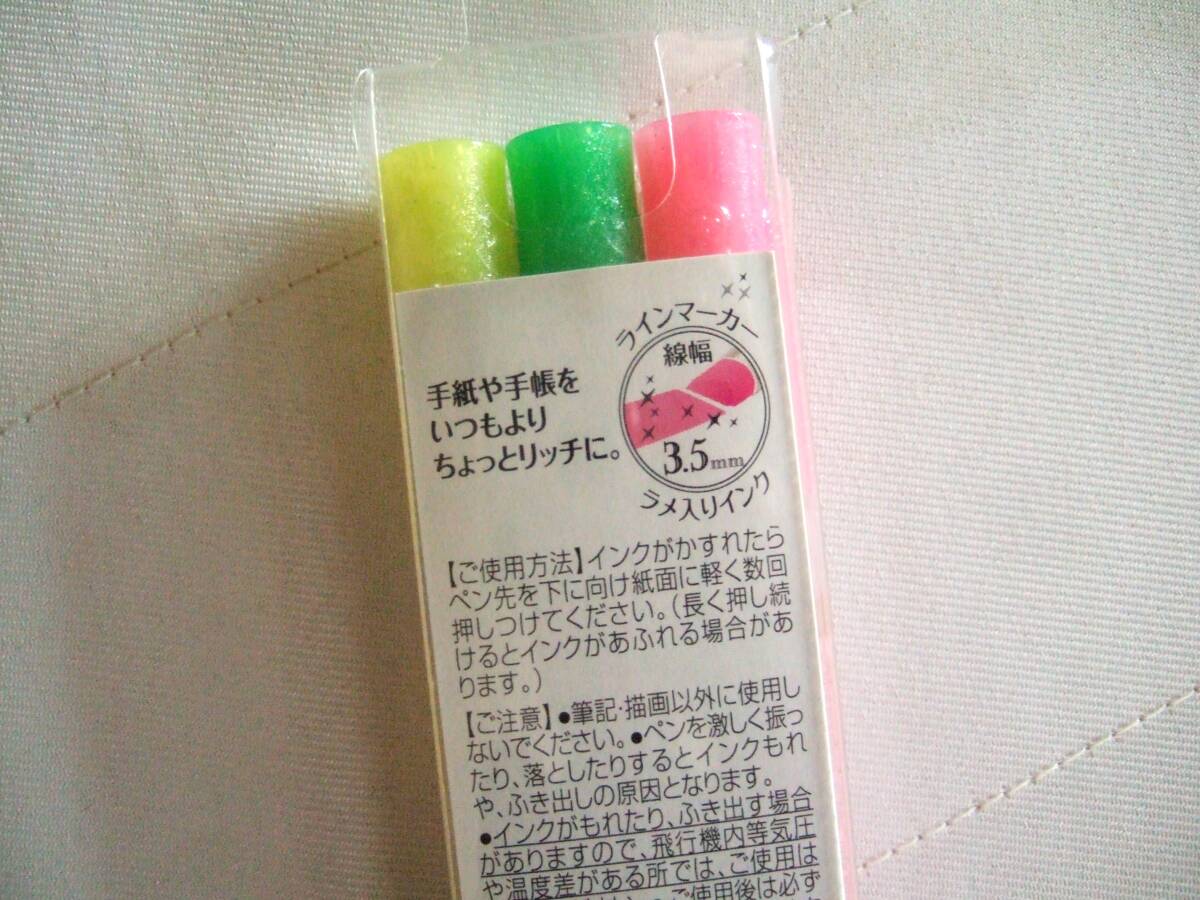 ラインマーカー
線幅
3.5mm
ラメ入りインク
手紙や手帳を
いつもより
ちょっとリッチに。
【ご使用方法】インクがかすれたら
ペン先を下に向け紙面に軽く数回
押しつけてください。(長く押し続
けるとインクがあふれる場合があ
ります。)
【ご注意】●筆記・描画以外に使用し
ないでください。●ペンを激しく振っ
たり、落としたりするとインクもれ
や、ふき出しの原因となります。
●インクがもれたり、ふき出す場合
がありますので、飛行機内等気圧
や温度差がある所では、ご使用は
ご使用後は必ず